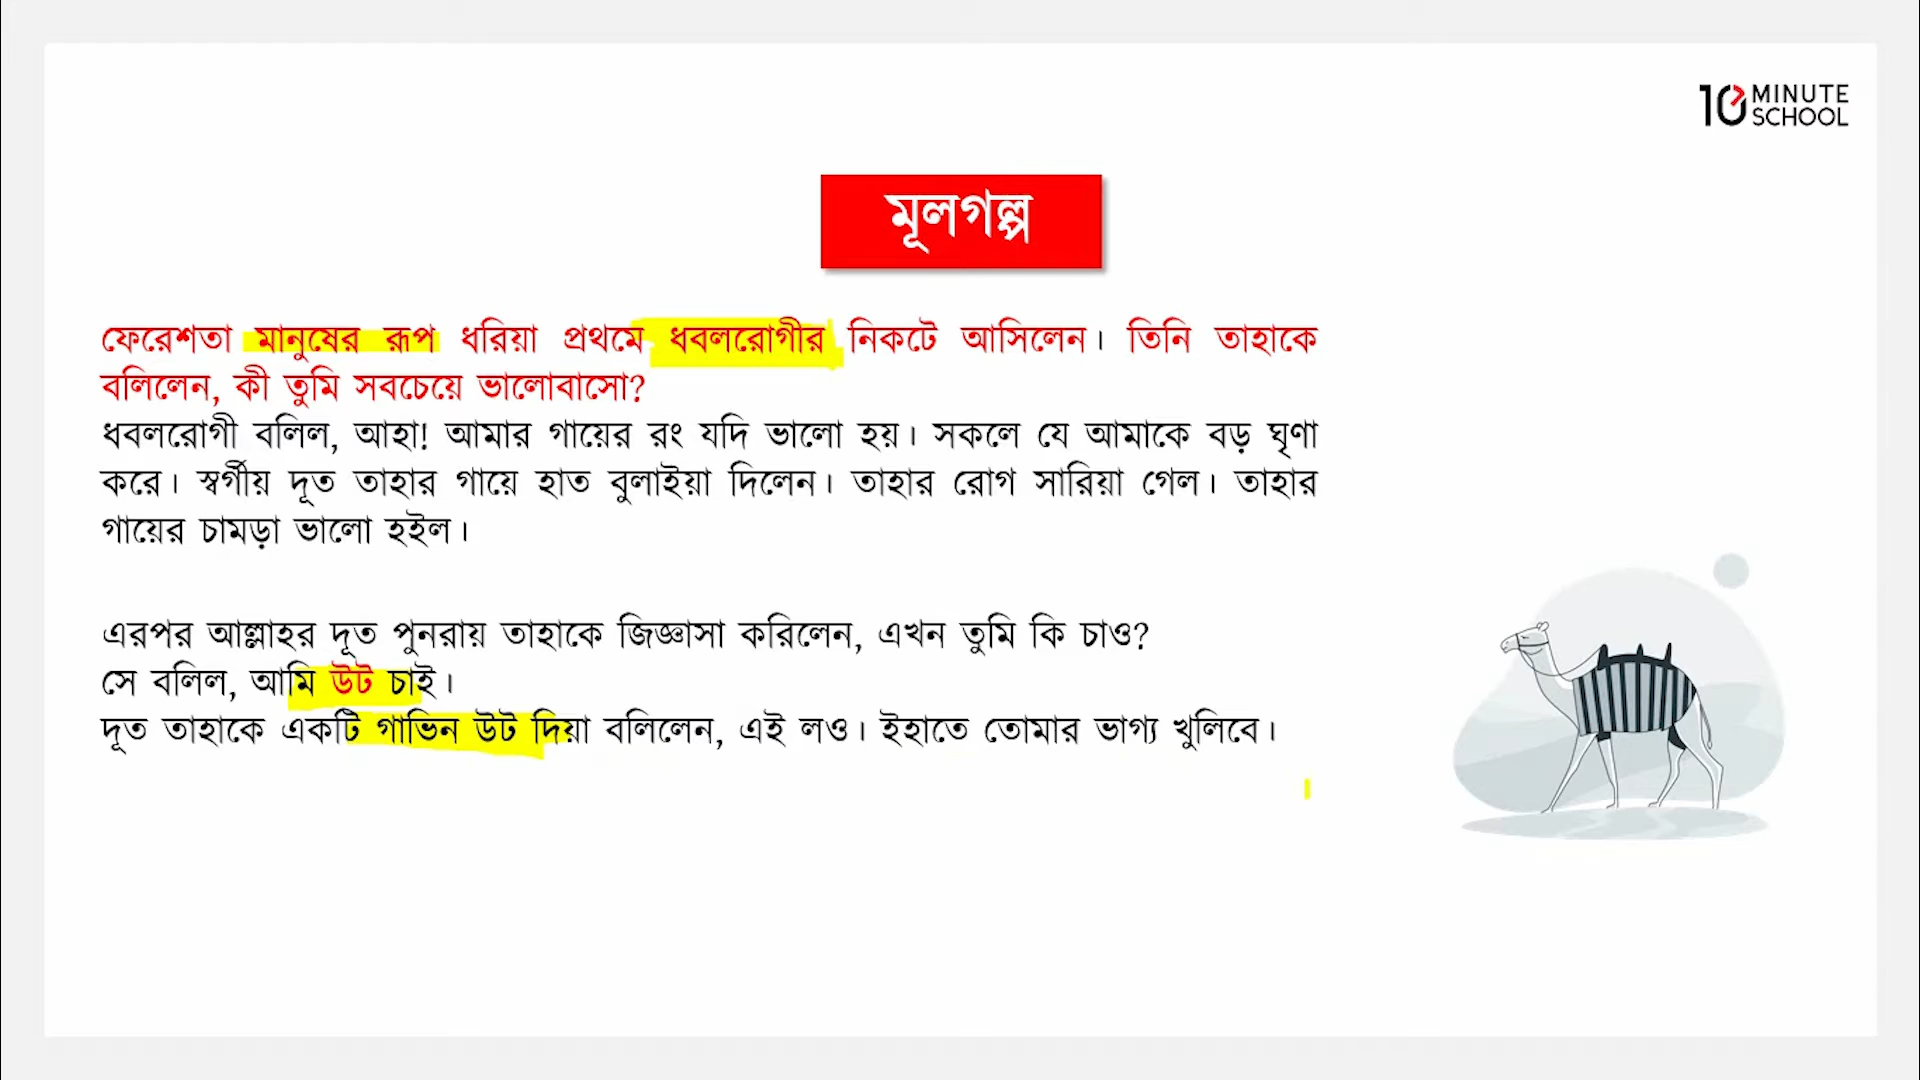 10 MINUTE
SCHOOL
মূলগল্প
ফেরেশতা মানুষের রূপ ধরিয়া প্রথমে ধবলরোগীর নিকটে আসিলেন। তিনি তাহাকে
বলিলেন, কী তুমি সবচেয়ে ভালোবাসো?
ধবলরোগী বলিল, আহা! আমার গায়ের রং যদি ভালো হয়। সকলে যে আমাকে বড় ঘৃণা
করে। স্বর্গীয় দূত তাহার গায়ে হাত বুলাইয়া দিলেন। তাহার রোগ সারিয়া গেল। তাহার
গায়ের চামড়া ভালো হইল।
এরপর আল্লাহর দূত পুনরায় তাহাকে জিজ্ঞাসা করিলেন, এখন তুমি কি চাও?
সে বলিল, আমি উট চাই।
দূত তাহাকে একটি গাভিন উট দিয়া বলিলেন, এই লও। ইহাতে তোমার ভাগ্য খুলিবে।